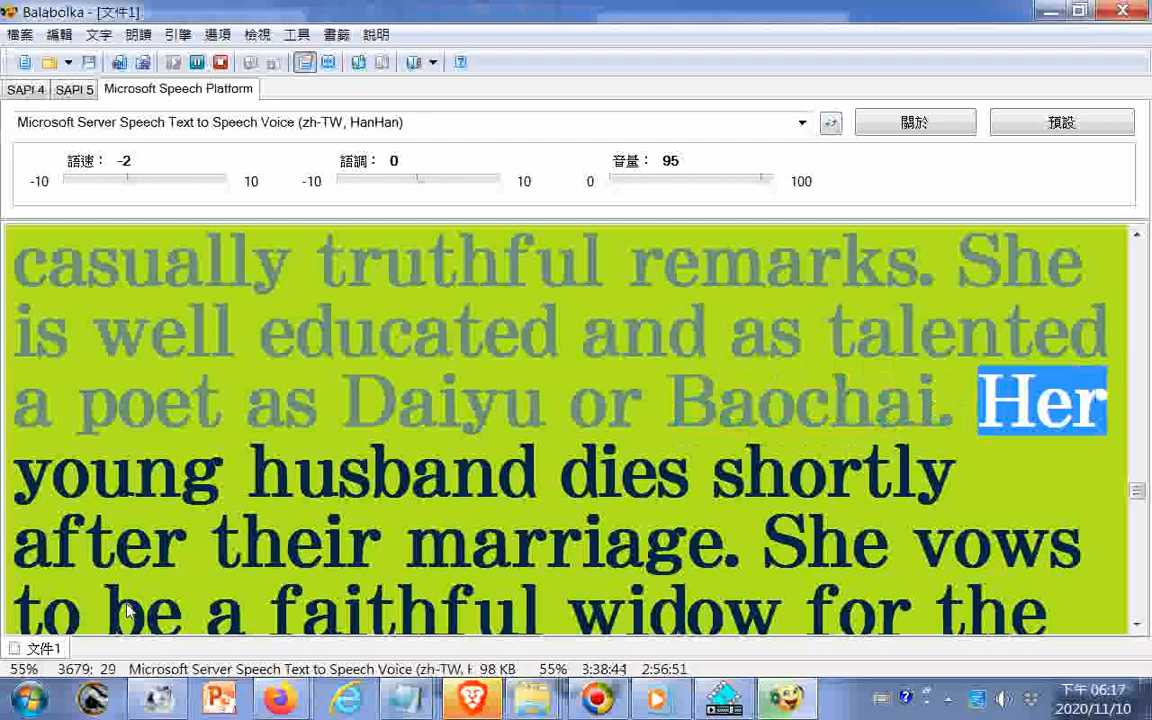 Balabolka - [文件1]
檔案 編輯 文字 朗讀 引擎 選項 檢視 工具 書籤 說明
SAPI 4 SAPI 5 Microsoft Speech Platform
Microsoft Server Speech Text to Speech Voice (zh-TW, HanHan) 關於 預設
語速： -2 語調： 0 音量： 95
-10 10 -10 10 0 100
casually truthful remarks. She
is well educated and as talented
a poet as Daiyu or Baochai. Her
young husband dies shortly
after their marriage. She vows
to be a faithful widow for the
文件1
55% 3679: 29 Microsoft Server Speech Text to Speech Voice (zh-TW, 98 KB 55% 3:38:44 2:56:51
下午 06:17
2020/11/10